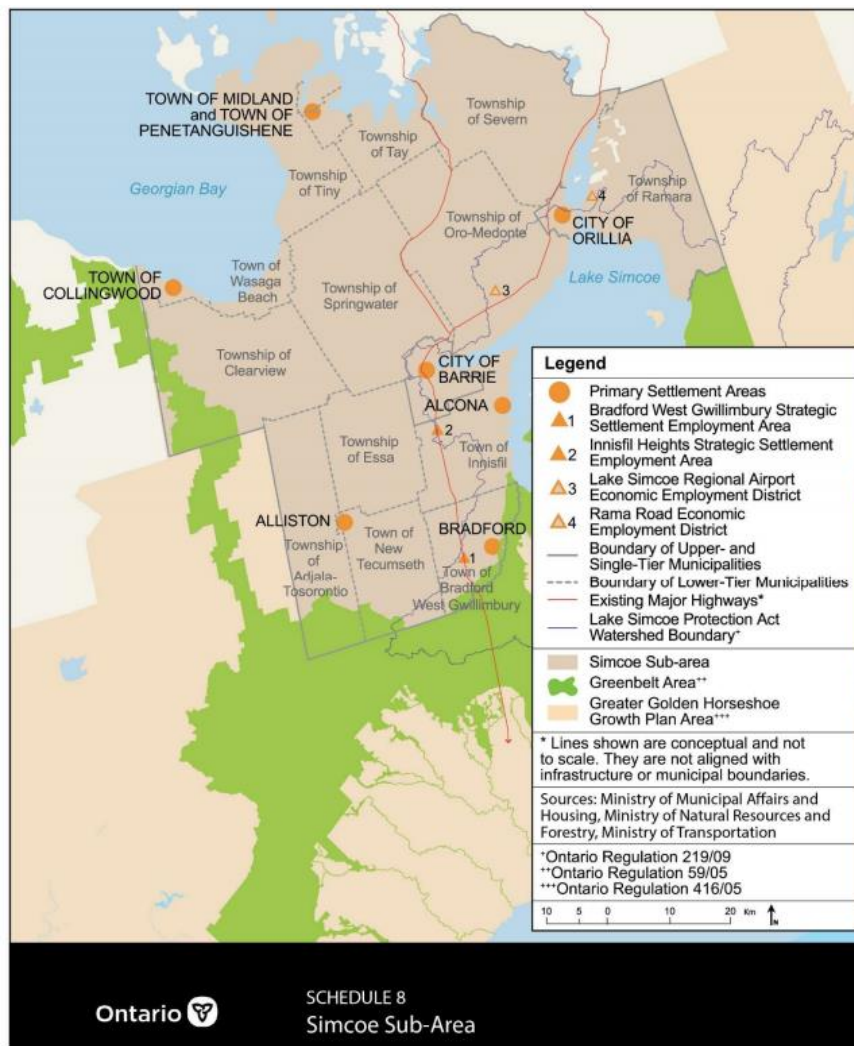 TOWN OF MIDLAND
and TOWN OF
PENETANGUISHENE
Township
of Severn
Township
of Tay
Township
of Tiny
Georgian Bay
4
Township
of Ramara
Township of
Oro-Medonte
CITY OF
ORILLIA
TOWN OF
COLLINGWOOD
Town of
Wasaga
Beach
Township of
Springwater
3
Lake Simcoe
Township of
Clearview
CITY OF
BARRIE
ALCONA
2
Township
of Essa
Town of
Innisfil
ALLISTON
BRADFORD
Township
of
Adjala-
Tosorontio
Town of
New
Tecumseth
1
Town of
Bradford
West Gwillimbury
Legend
Primary Settlement Areas
1 Bradford West Gwillimbury Strategic
Settlement Employment Area
2 Innisfil Heights Strategic Settlement
Employment Area
3 Lake Simcoe Regional Airport
Economic Employment District
4 Rama Road Economic
Employment District
Boundary of Upper- and
Single-Tier Municipalities
Boundary of Lower-Tier Municipalities
Existing Major Highways*
Lake Simcoe Protection Act
Watershed Boundary+
Simcoe Sub-area
Greenbelt Area++
Greater Golden Horseshoe
Growth Plan Area+++
* Lines shown are conceptual and not
to scale. They are not aligned with
infrastructure or municipal boundaries.
Sources: Ministry of Municipal Affairs and
Housing, Ministry of Natural Resources and
Forestry, Ministry of Transportation
+Ontario Regulation 219/09
++Ontario Regulation 59/05
+++Ontario Regulation 416/05
10 5 0 10 20 Km N
Ontario
SCHEDULE 8
Simcoe Sub-Area